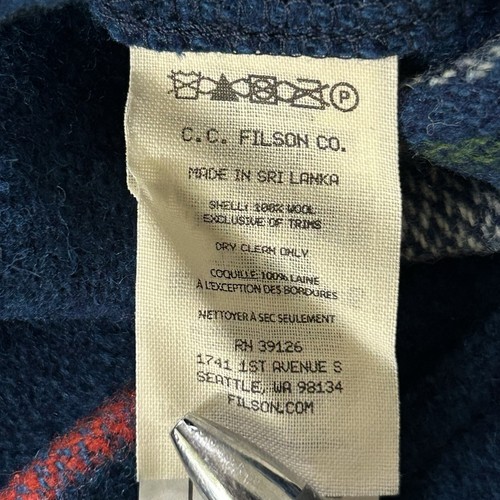 P
C.C. FILSON CO.
MADE IN SRI LANKA
SHELL: 100% WOOL
EXCLUSIVE OF TRIMS
DRY CLEAN ONLY
COQUILLE: 100% LAINE
À L'EXCEPTION DES BORDURES
NETTOYER À SEC SEULEMENT
RN 39126
1741 1ST AVENUE S
SEATTLE, WA 98134
FILSON.COM